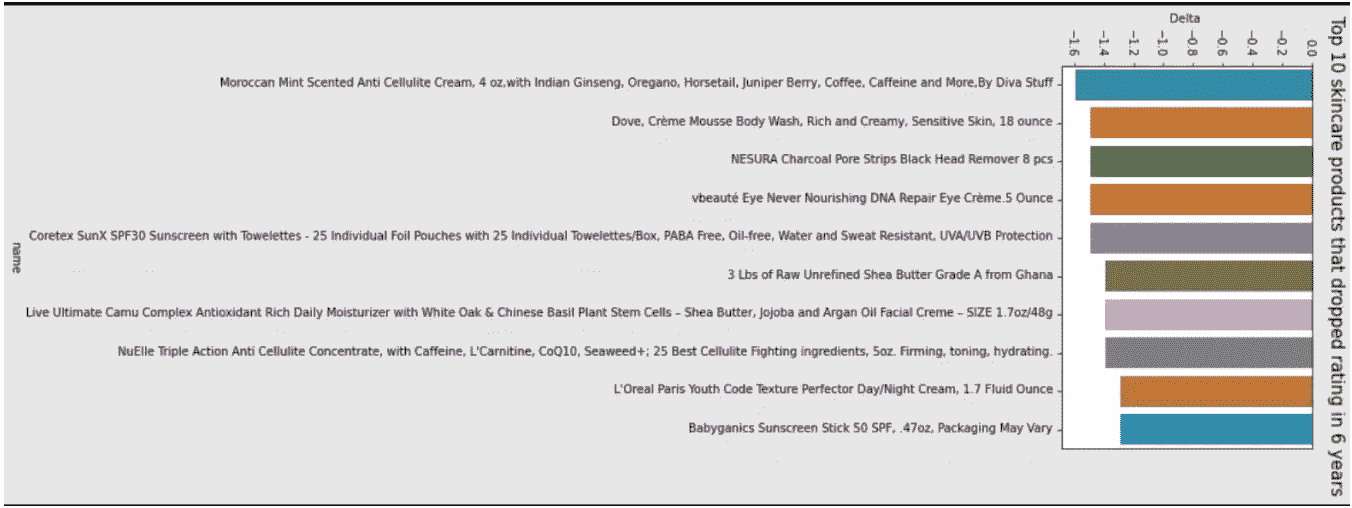 Top 10 skincare products that dropped rating in 6 years
Delta
−1.6
−1.4
−1.2
−1.0
−0.8
−0.6
−0.4
−0.2
0.0
Moroccan Mint Scented Anti Cellulite Cream, 4 oz,with Indian Ginseng, Oregano, Horsetail, Juniper Berry, Coffee, Caffeine and More,By Diva Stuff
Dove, Crème Mousse Body Wash, Rich and Creamy, Sensitive Skin, 18 ounce
NESURA Charcoal Pore Strips Black Head Remover 8 pcs
vbeauté Eye Never Nourishing DNA Repair Eye Crème.5 Ounce
Coretex SunX SPF30 Sunscreen with Towelettes - 25 Individual Foil Pouches with 25 Individual Towelettes/Box, PABA Free, Oil-free, Water and Sweat Resistant, UVA/UVB Protection
3 Lbs of Raw Unrefined Shea Butter Grade A from Ghana
Live Ultimate Camu Complex Antioxidant Rich Daily Moisturizer with White Oak & Chinese Basil Plant Stem Cells – Shea Butter, Jojoba and Argan Oil Facial Creme – SIZE 1.7oz/48g
NuElle Triple Action Anti Cellulite Concentrate, with Caffeine, L'Carnitine, CoQ10, Seaweed+; 25 Best Cellulite Fighting ingredients, 5oz. Firming, toning, hydrating.
L'Oreal Paris Youth Code Texture Perfector Day/Night Cream, 1.7 Fluid Ounce
Babyganics Sunscreen Stick 50 SPF, .47oz, Packaging May Vary
name